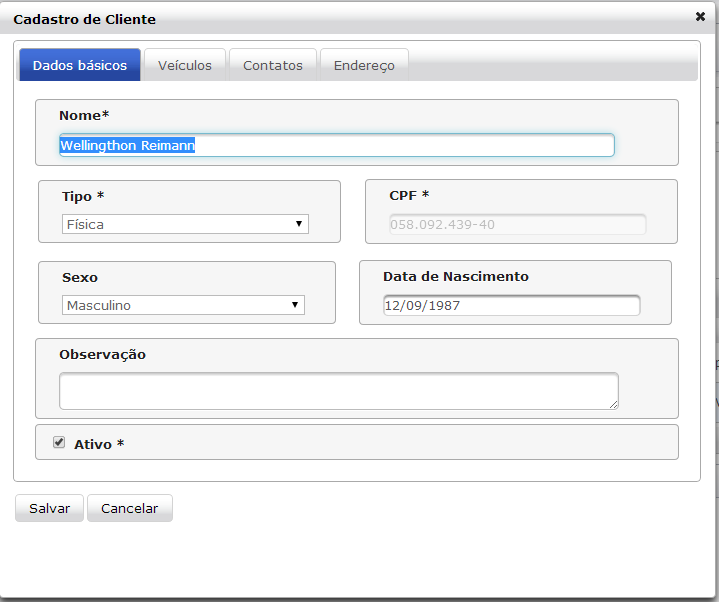 Cadastro de Cliente
Dados básicos Veículos Contatos Endereço
Nome*
Wellingthon Reimann
Tipo * CPF *
Física 058.092.439-40
Sexo Data de Nascimento
Masculino 12/09/1987
Observação
Ativo *
Salvar Cancelar